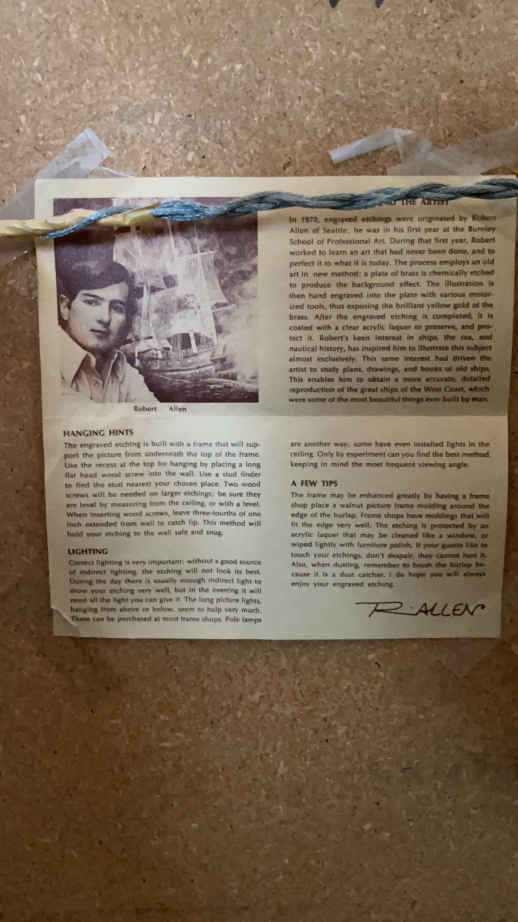 THE ARTIST
In 1970, engraved etchings were originated by Robert
Allen of Seattle; he was in his first year at the Burnley
School of Professional Art. During that first year, Robert
worked to learn an art that had never been done, and to
perfect it to what it is today. The process employs an old
art in new method; a plate of brass is chemically etched
to produce the background effect. The illustration is
then hand engraved into the plate with various motor-
ized tools, thus exposing the brilliant yellow gold of the
brass. After the engraved etching is completed, it is
coated with a clear acrylic laquer to preserve, and pro-
tect it. Robert's keen interest in ships, the sea, and
nautical history, has inspired him to illustrate this subject
almost exclusively. This same interest had driven the
artist to study plans, drawings, and books of old ships.
This enables him to obtain a more accurate, detailed
reproduction of the great ships of the West Coast, which
were some of the most beautiful things ever built by man.
Robert Allen
HANGING HINTS
The engraved etching is built with a frame that will sup-
port the picture from underneath the top of the frame.
Use the recess at the top for hanging by placing a long
flat head wood screw into the wall. Use a stud finder
to find the stud nearest your chosen place. Two wood
screws will be needed on larger etchings; be sure they
are level by measuring from the ceiling, or with a level.
When inserting wood screws, leave three-fourths of one
inch extended from wall to catch lip. This method will
hold your etching to the wall safe and snug.
LIGHTING
Correct lighting is very important; without a good source
of indirect lighting, the etching will not look its best.
During the day there is usually enough indirect light to
show your etching very well, but in the evening it will
need all the light you can give it. The long picture lights,
hanging from above or below, seem to help very much.
These can be purchased at most frame shops. Pole lamps
are another way; some have even installed lights in the
ceiling. Only by experiment can you find the best method,
keeping in mind the most frequent viewing angle.
A FEW TIPS
The frame may be enhanced greatly by having a frame
shop place a walnut picture frame molding around the
edge of the burlap. Frame shops have moldings that will
fit the edge very well. The etching is protected by an
acrylic laquer that may be cleaned like a window, or
wiped lightly with furniture polish. If your guests like to
touch your etchings, don't despair, they cannot hurt it.
Also, when dusting, remember to brush the burlap be-
cause it is a dust catcher. I do hope you will always
enjoy your engraved etching.
R. ALLEN